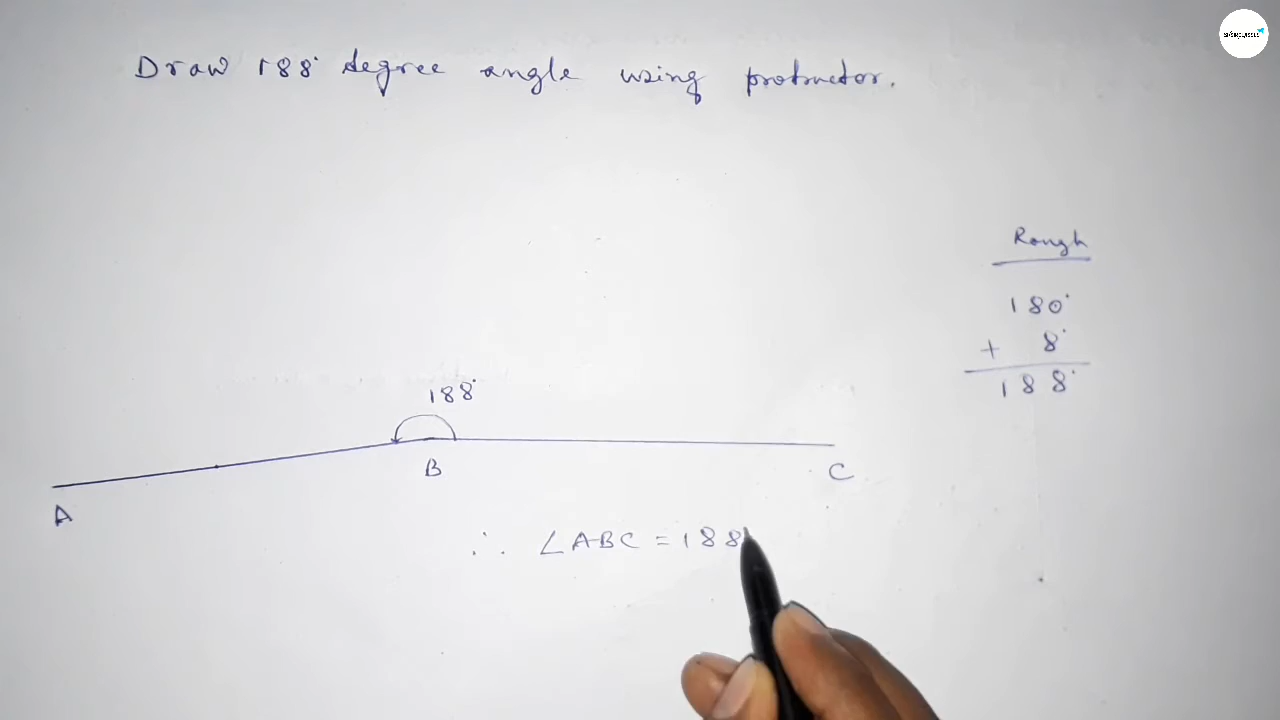 Draw 188° degree angle using protractor.
Rough
180°
+ 8°
188°
188°
B
C
A
∴ ∠ABC = 188